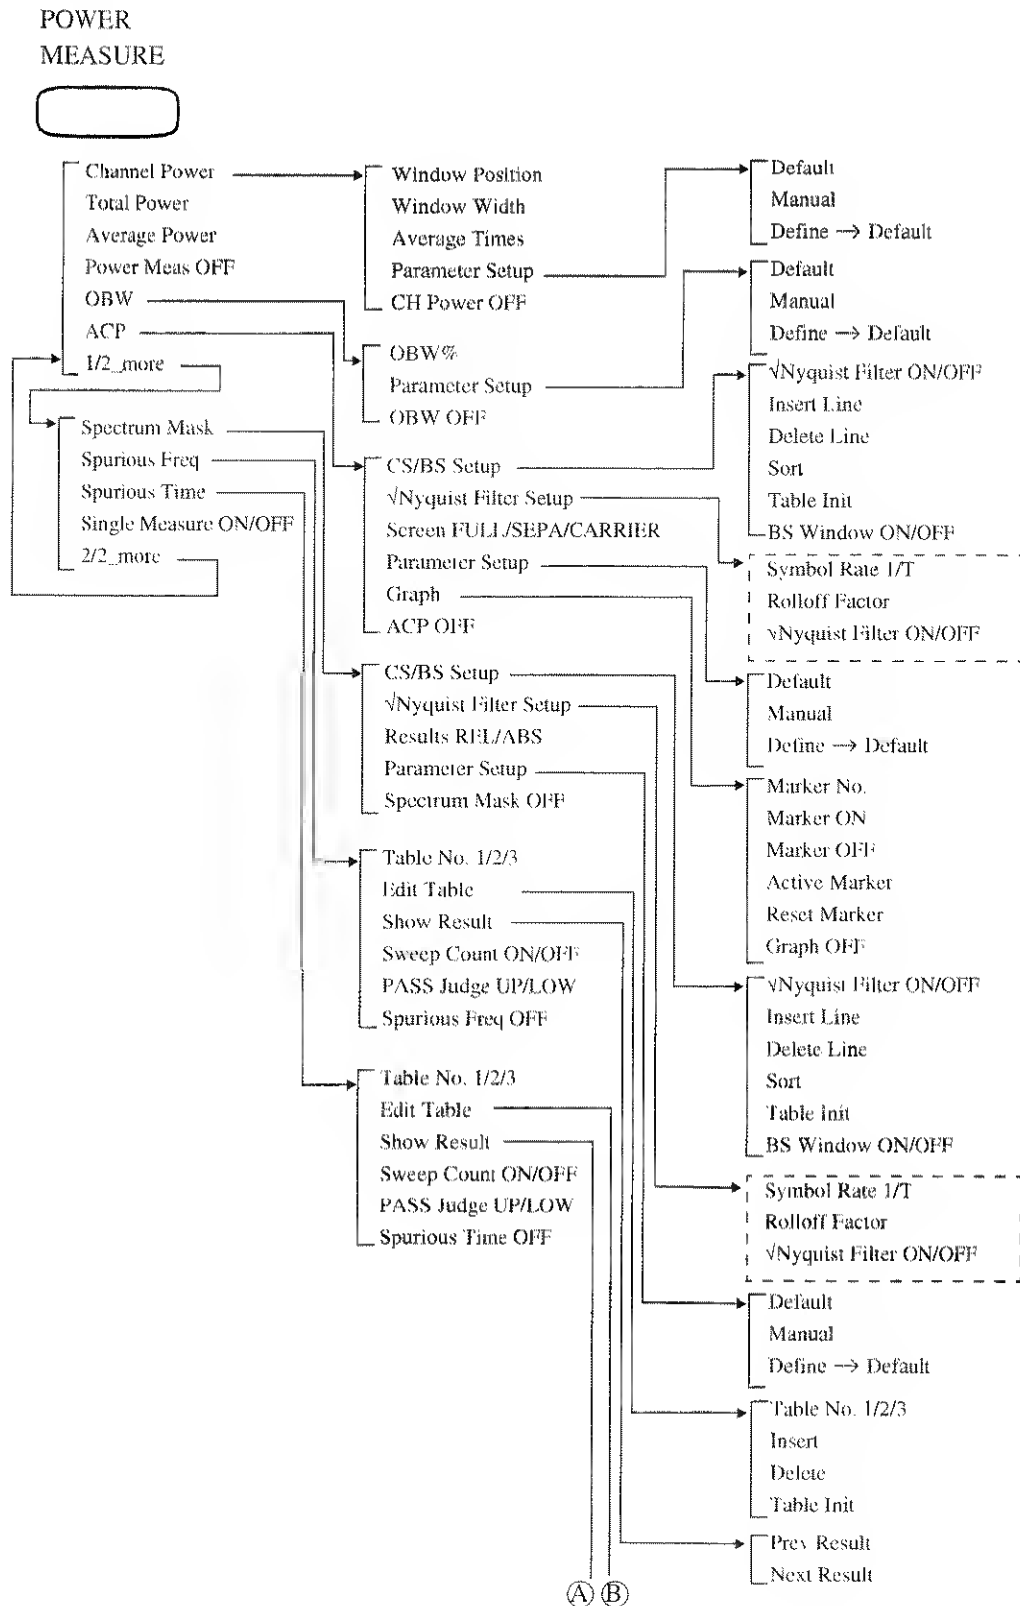 POWER
MEASURE
Channel Power
Total Power
Average Power
Power Meas OFF
OBW
ACP
1/2_more
Spectrum Mask
Spurious Freq
Spurious Time
Single Measure ON/OFF
2/2_more
Window Position
Window Width
Average Times
Parameter Setup
CH Power OFF
OBW%
Parameter Setup
OBW OFF
CS/BS Setup
√Nyquist Filter Setup
Screen FULL/SEPA/CARRIER
Parameter Setup
Graph
ACP OFF
CS/BS Setup
√Nyquist Filter Setup
Results REL/ABS
Parameter Setup
Spectrum Mask OFF
Table No. 1/2/3
Edit Table
Show Result
Sweep Count ON/OFF
PASS Judge UP/LOW
Spurious Freq OFF
Table No. 1/2/3
Edit Table
Show Result
Sweep Count ON/OFF
PASS Judge UP/LOW
Spurious Time OFF
Default
Manual
Define → Default
Default
Manual
Define → Default
√Nyquist Filter ON/OFF
Insert Line
Delete Line
Sort
Table Init
BS Window ON/OFF
Symbol Rate 1/T
Rolloff Factor
√Nyquist Filter ON/OFF
Default
Manual
Define → Default
Marker No.
Marker ON
Marker OFF
Active Marker
Reset Marker
Graph OFF
√Nyquist Filter ON/OFF
Insert Line
Delete Line
Sort
Table Init
BS Window ON/OFF
Symbol Rate 1/T
Rolloff Factor
√Nyquist Filter ON/OFF
Default
Manual
Define → Default
Table No. 1/2/3
Insert
Delete
Table Init
Prev Result
Next Result
Ⓐ Ⓑ